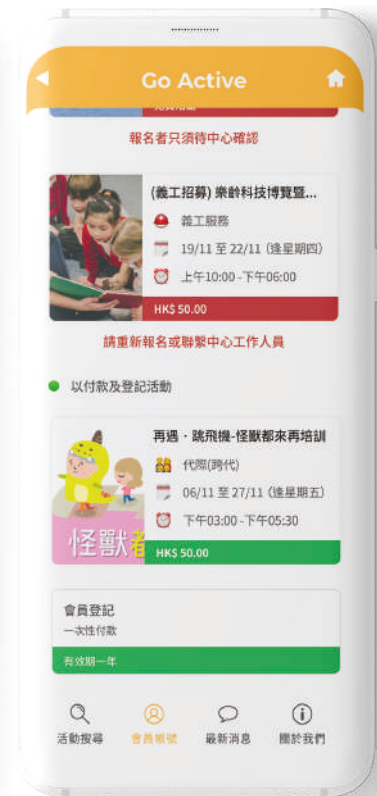 Go Active
報名者只須待中心確認
(義工招募) 樂齡科技博覽暨...
義工服務
19/11 至 22/11 (逢星期四)
上午10:00 - 下午06:00
HK$ 50.00
請重新報名或聯繫中心工作人員
以付款及登記活動
再遇・跳飛機-怪獸都來再培訓
代際(跨代)
06/11 至 27/11 (逢星期五)
下午03:00 - 下午05:30
怪獸都
HK$ 50.00
會員登記
一次性付款
有效期一年
活動搜尋
會員帳號
最新消息
關於我們